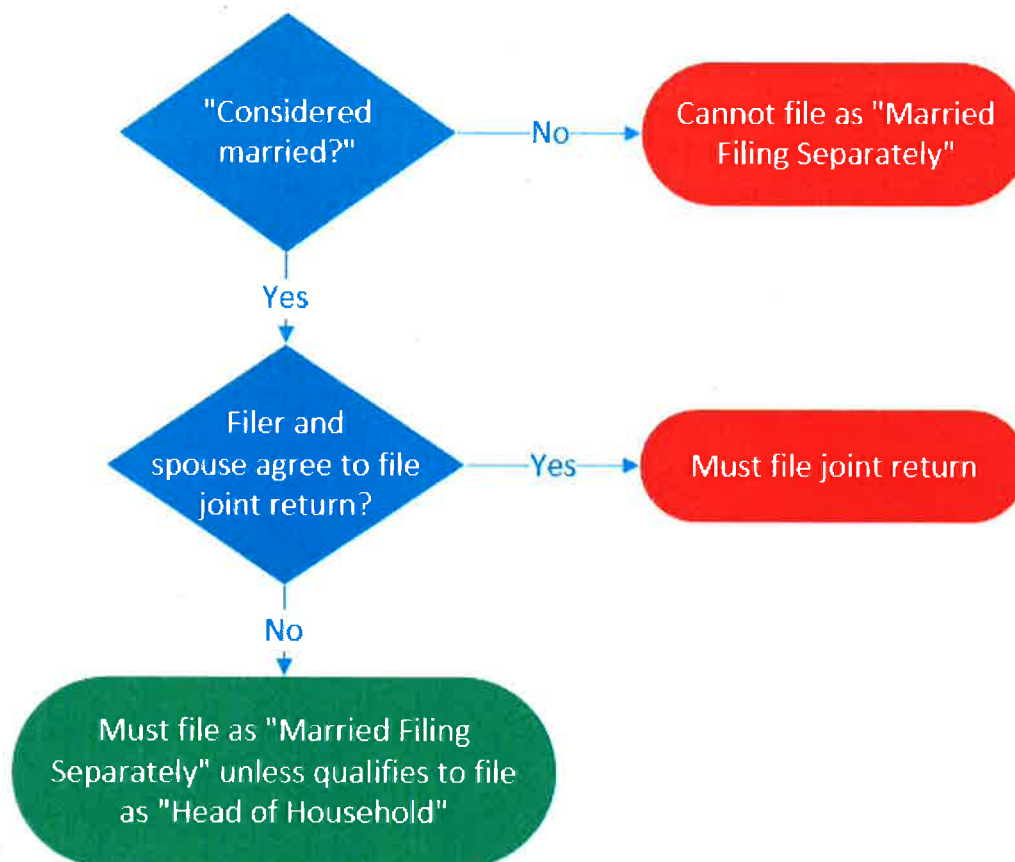 "Considered
married?"
No
Cannot file as "Married
Filing Separately"
Yes
Filer and
spouse agree to file
joint return?
Yes
Must file joint return
No
Must file as "Married Filing
Separately" unless qualifies to file
as "Head of Household"